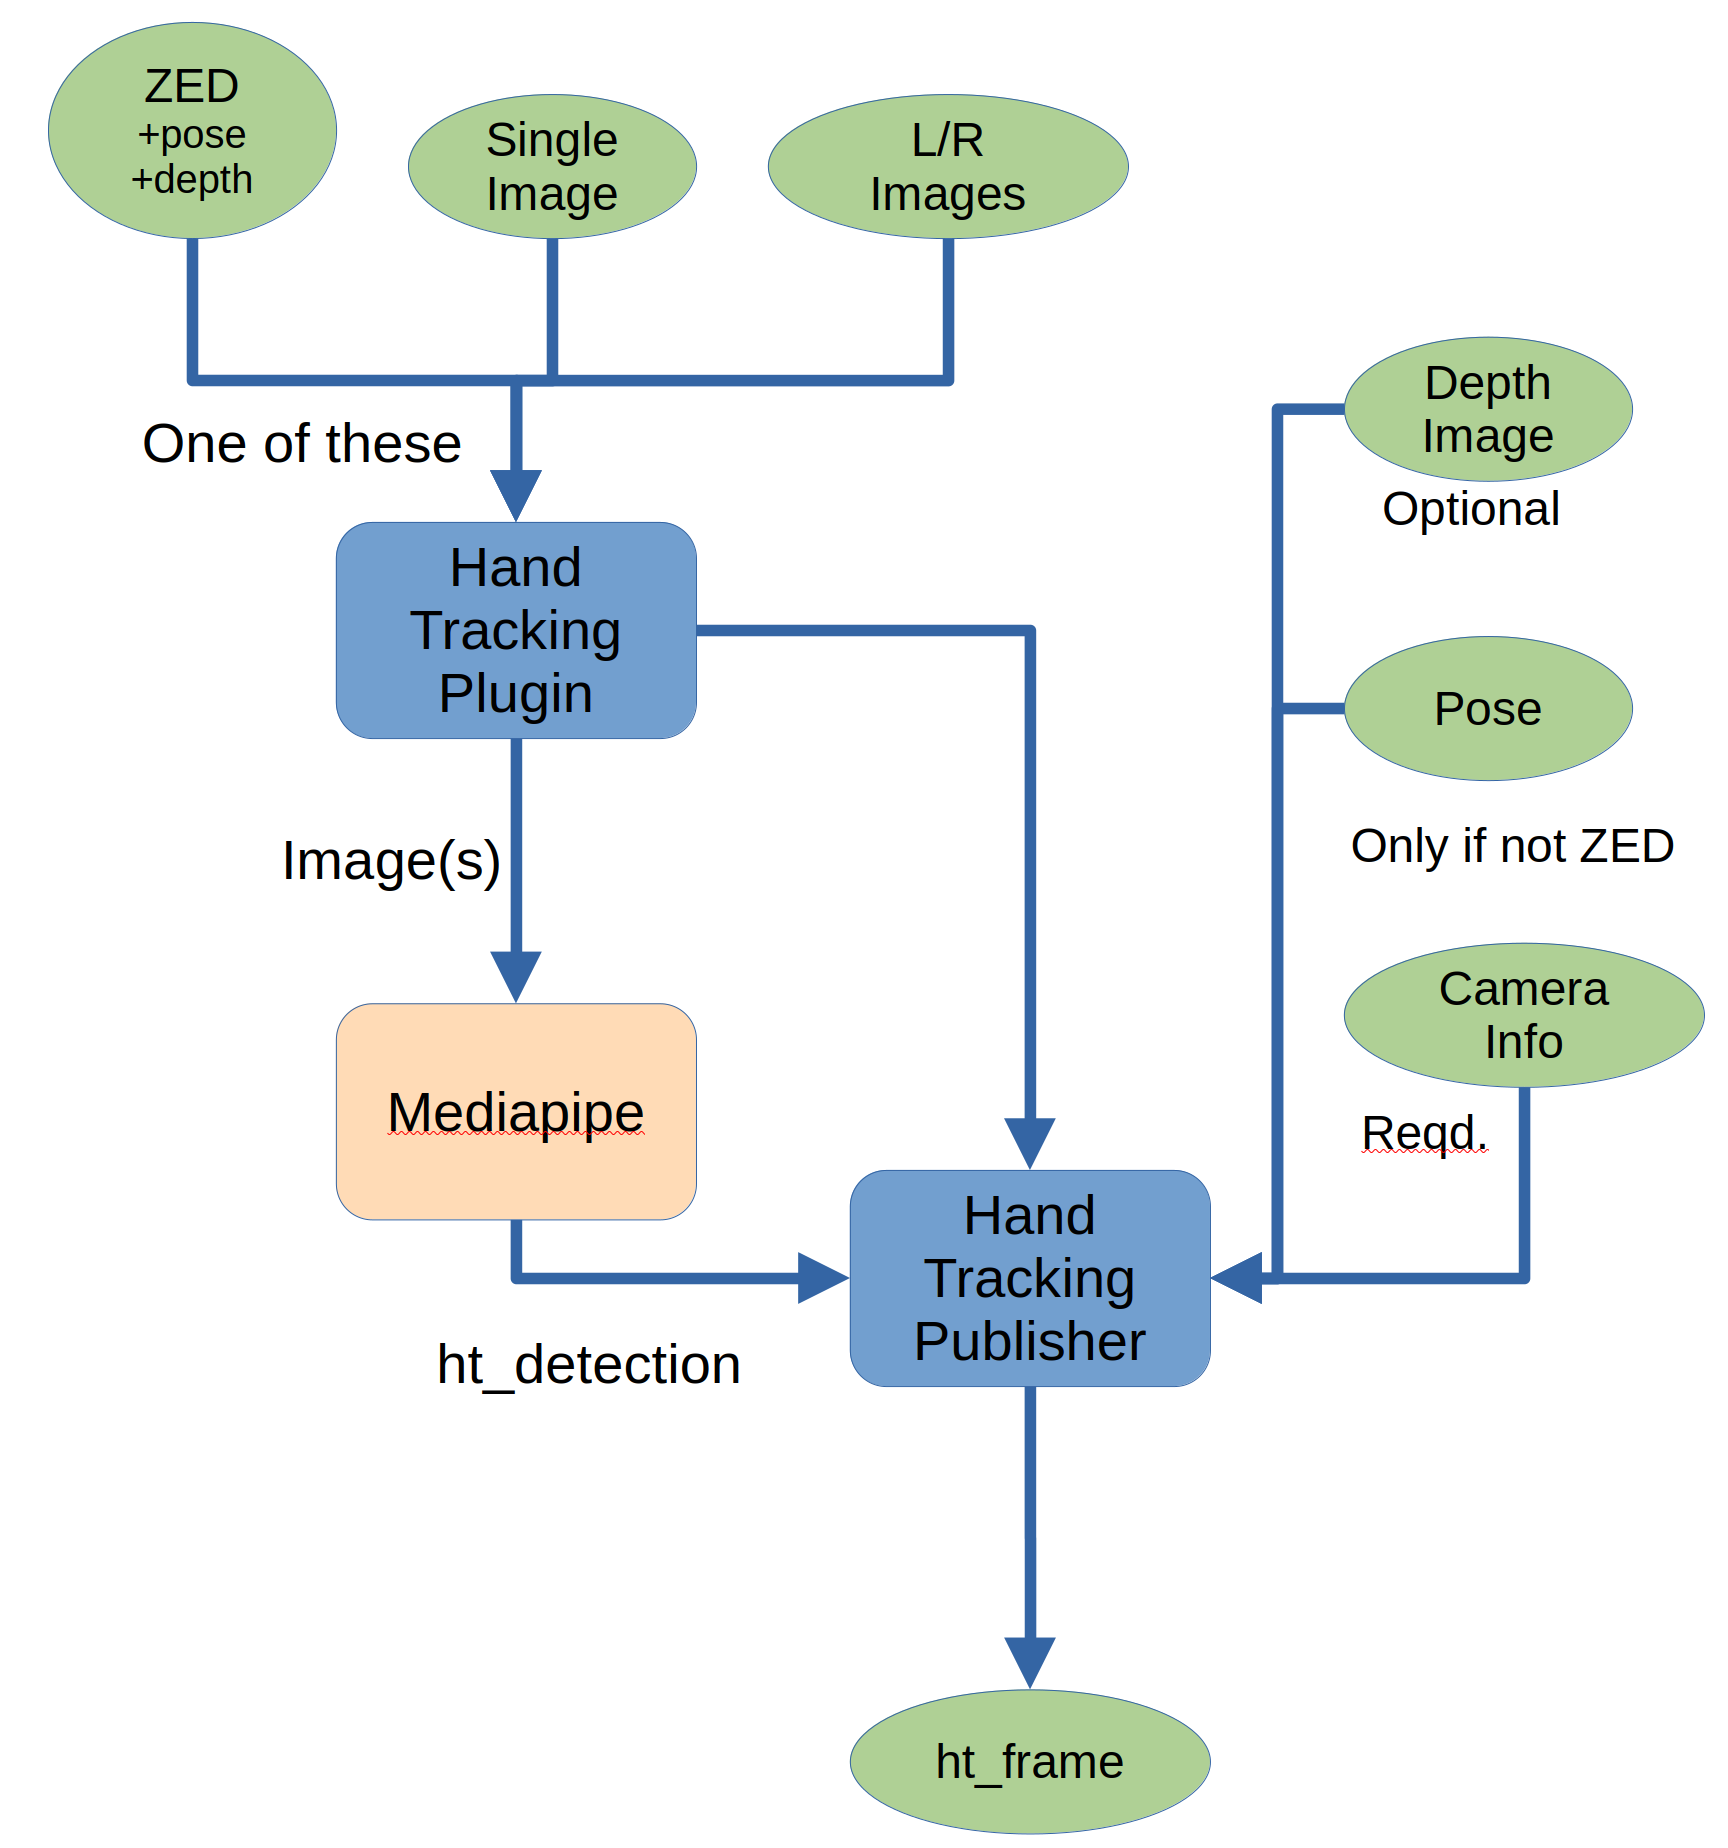 ZED
+pose
+depth
Single
Image
L/R
Images
One of these
Depth
Image
Optional
Hand
Tracking
Plugin
Pose
Image(s)
Only if not ZED
Camera
Info
Mediapipe
Reqd.
Hand
Tracking
Publisher
ht_detection
ht_frame